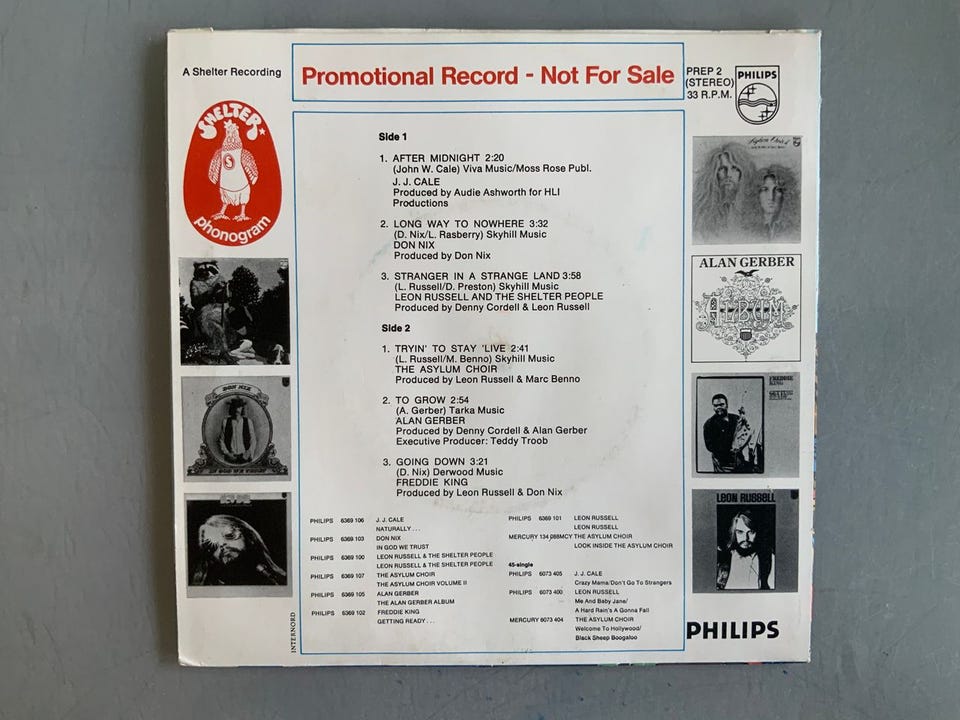 A Shelter Recording
Promotional Record - Not For Sale
PREP 2
(STEREO)
33 R.P.M.
PHILIPS
SHELTER
S
phonogram
Side 1
1. AFTER MIDNIGHT 2:20
(John W. Cale) Viva Music/Moss Rose Publ.
J. J. CALE
Produced by Audie Ashworth for HLI
Productions
2. LONG WAY TO NOWHERE 3:32
(D. Nix/L. Rasberry) Skyhill Music
DON NIX
Produced by Don Nix
3. STRANGER IN A STRANGE LAND 3:58
(L. Russell/D. Preston) Skyhill Music
LEON RUSSELL AND THE SHELTER PEOPLE
Produced by Denny Cordell & Leon Russell
Side 2
1. TRYIN' TO STAY 'LIVE 2:41
(L. Russell/M. Benno) Skyhill Music
THE ASYLUM CHOIR
Produced by Leon Russell & Marc Benno
2. TO GROW 2:54
(A. Gerber) Tarka Music
ALAN GERBER
Produced by Denny Cordell & Alan Gerber
Executive Producer: Teddy Troob
3. GOING DOWN 3:21
(D. Nix) Derwood Music
FREDDIE KING
Produced by Leon Russell & Don Nix
PHILIPS 6369 106 J. J. CALE
NATURALLY . . .
PHILIPS 6369 103 DON NIX
IN GOD WE TRUST
PHILIPS 6369 100 LEON RUSSELL & THE SHELTER PEOPLE
LEON RUSSELL & THE SHELTER PEOPLE
PHILIPS 6369 107 THE ASYLUM CHOIR
THE ASYLUM CHOIR VOLUME II
PHILIPS 6369 105 ALAN GERBER
THE ALAN GERBER ALBUM
PHILIPS 6369 102 FREDDIE KING
GETTING READY . . .
PHILIPS 6369 101 LEON RUSSELL
LEON RUSSELL
MERCURY 134.088MCY THE ASYLUM CHOIR
LOOK INSIDE THE ASYLUM CHOIR
45-single
PHILIPS 6073 405 J. J. CALE
Crazy Mama/Don't Go To Strangers
PHILIPS 6073 400 LEON RUSSELL
Me And Baby Jane/
A Hard Rain's A Gonna Fall
MERCURY 6073 404 THE ASYLUM CHOIR
Welcome To Hollywood/
Black Sheep Boogaloo
INTERNORD
DON NIX
IN GOD WE TRUST
ALAN GERBER
ALBUM
FREDDIE
KING
LEON RUSSELL
PHILIPS